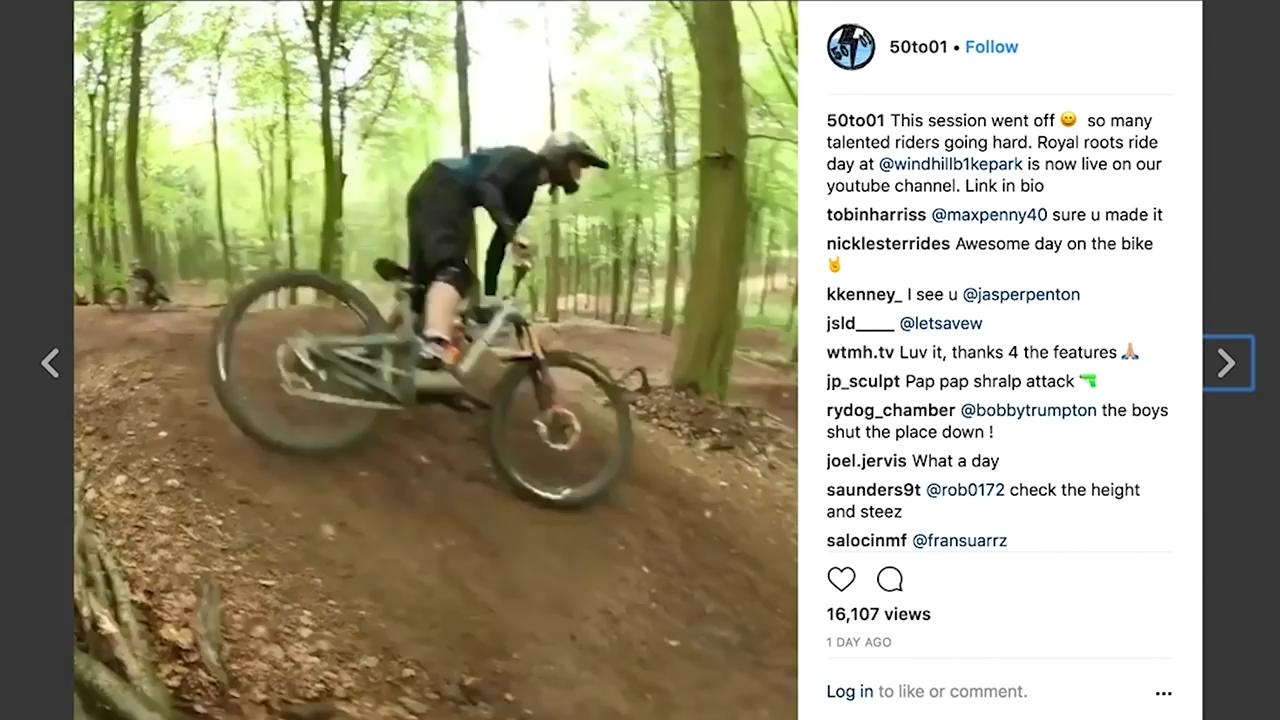 50to01 • Follow
50to01 This session went off 😀 so many
talented riders going hard. Royal roots ride
day at @windhillb1kepark is now live on our
youtube channel. Link in bio
tobinharriss @maxpenny40 sure u made it
nicklesterrides Awesome day on the bike
🤘
kkenney_ I see u @jasperpenton
jsld_____ @letsavew
wtmh.tv Luv it, thanks 4 the features 🙏🏼
jp_sculpt Pap pap shralp attack 🔫
rydog_chamber @bobbytrumpton the boys
shut the place down !
joel.jervis What a day
saunders9t @rob0172 check the height
and steez
salocinmf @fransuarrz
16,107 views
1 DAY AGO
Log in to like or comment.